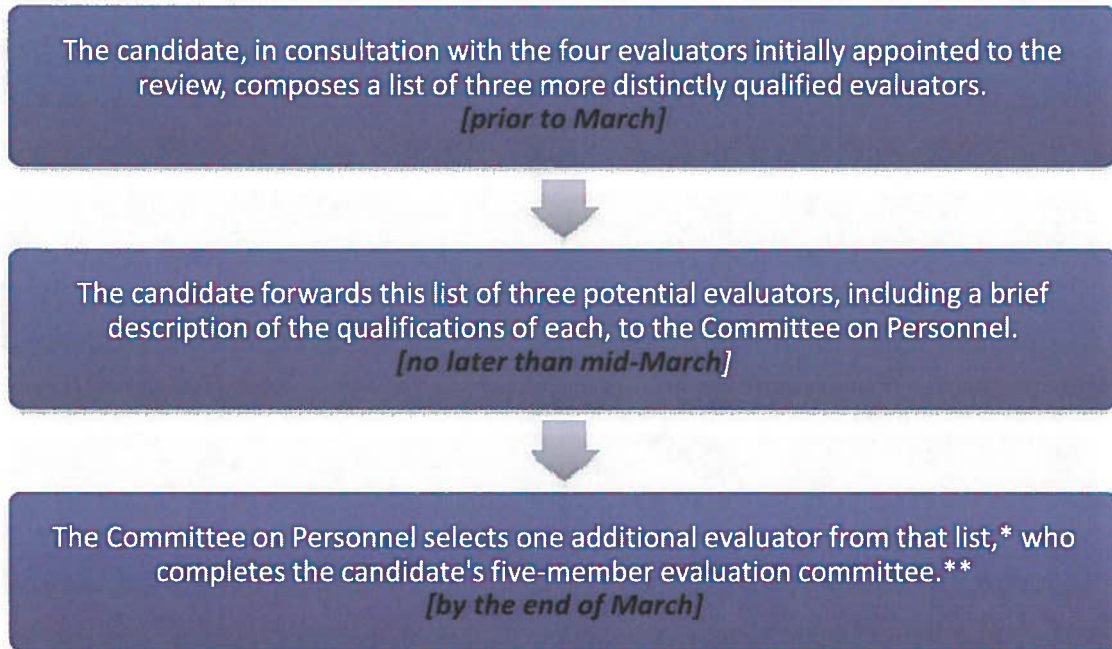 The candidate, in consultation with the four evaluators initially appointed to the
review, composes a list of three more distinctly qualified evaluators.
[prior to March]
The candidate forwards this list of three potential evaluators, including a brief
description of the qualifications of each, to the Committee on Personnel.
[no later than mid-March]
The Committee on Personnel selects one additional evaluator from that list,* who
completes the candidate's five-member evaluation committee.**
[by the end of March]